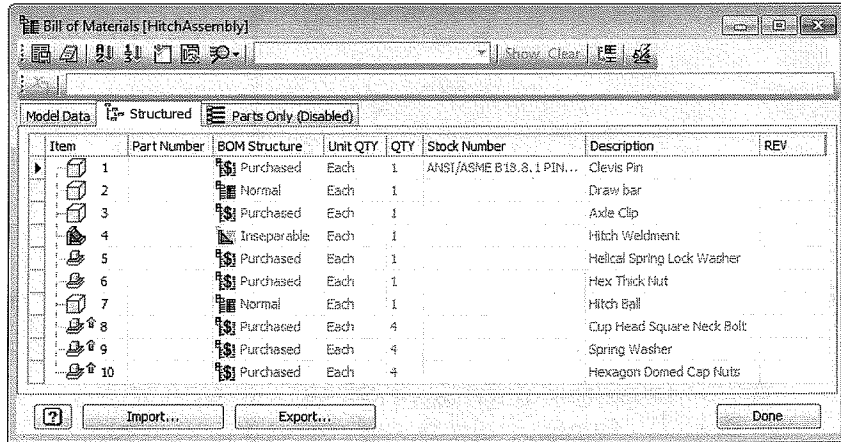 Bill of Materials [HitchAssembly]
Show Clear
Model Data Structured Parts Only (Disabled)
Item Part Number BOM Structure Unit QTY QTY Stock Number Description REV
1 Purchased Each 1 ANSI/ASME B18.8.1 PIN... Clevis Pin
2 Normal Each 1 Draw bar
3 Purchased Each 1 Axle Clip
4 Inseparable Each 1 Hitch Weldment
5 Purchased Each 1 Helical Spring Lock Washer
6 Purchased Each 1 Hex Thick Nut
7 Normal Each 1 Hitch Ball
8 Purchased Each 4 Cup Head Square Neck Bolt
9 Purchased Each 4 Spring Washer
10 Purchased Each 4 Hexagon Domed Cap Nuts
Import... Export... Done